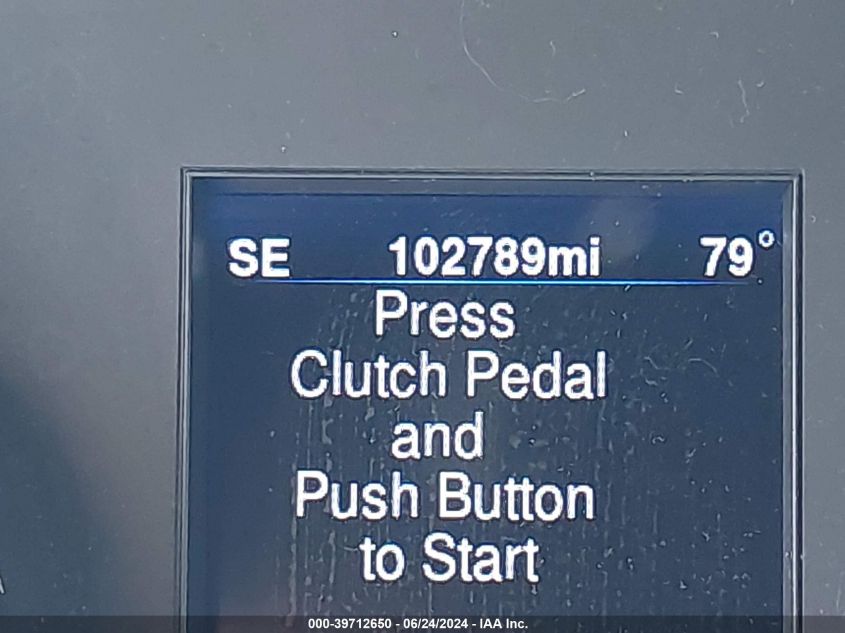 SE 102789mi 79°
Press
Clutch Pedal
and
Push Button
to Start
000-39712650 - 06/24/2024 - IAA Inc.